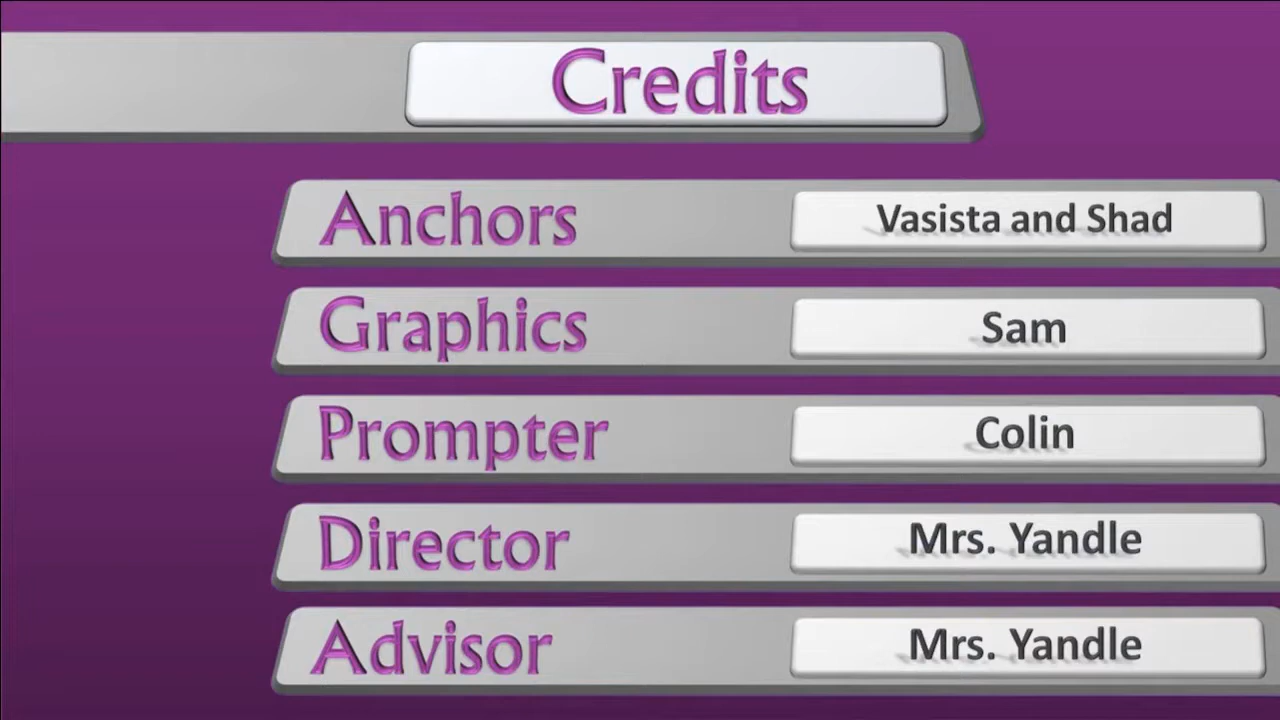 Credits
Anchors Vasista and Shad
Graphics Sam
Prompter Colin
Director Mrs. Yandle
Advisor Mrs. Yandle